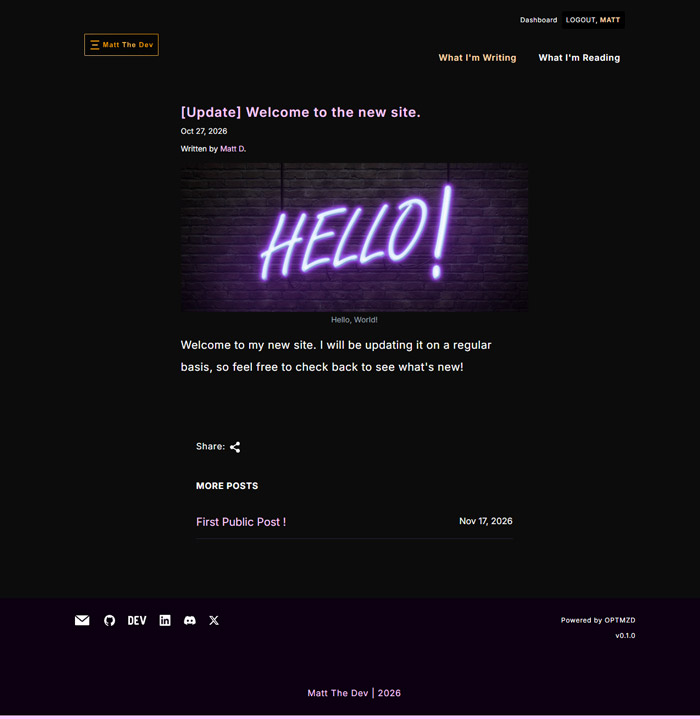 Dashboard LOGOUT, MATT
Matt The Dev
What I'm Writing What I'm Reading
[Update] Welcome to the new site.
Oct 27, 2026
Written by Matt D.
HELLO!
Hello, World!
Welcome to my new site. I will be updating it on a regular
basis, so feel free to check back to see what's new!
Share:
MORE POSTS
First Public Post ! Nov 17, 2026
DEV
Powered by OPTMZD
v0.1.0
Matt The Dev | 2026